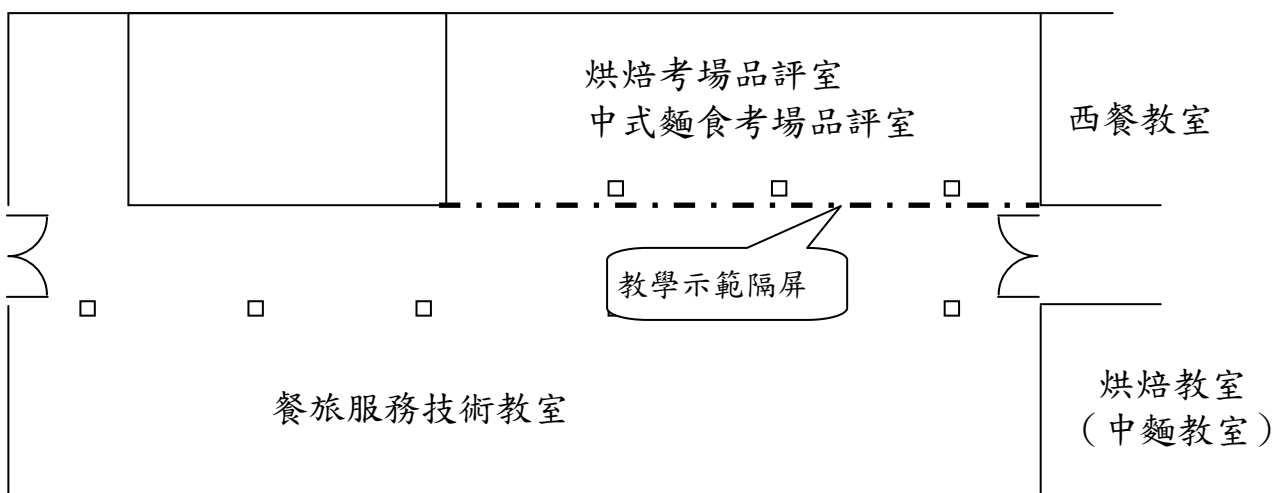 烘焙考場品評室
中式麵食考場品評室
西餐教室
教學示範隔屏
餐旅服務技術教室
烘焙教室
（中麵教室）